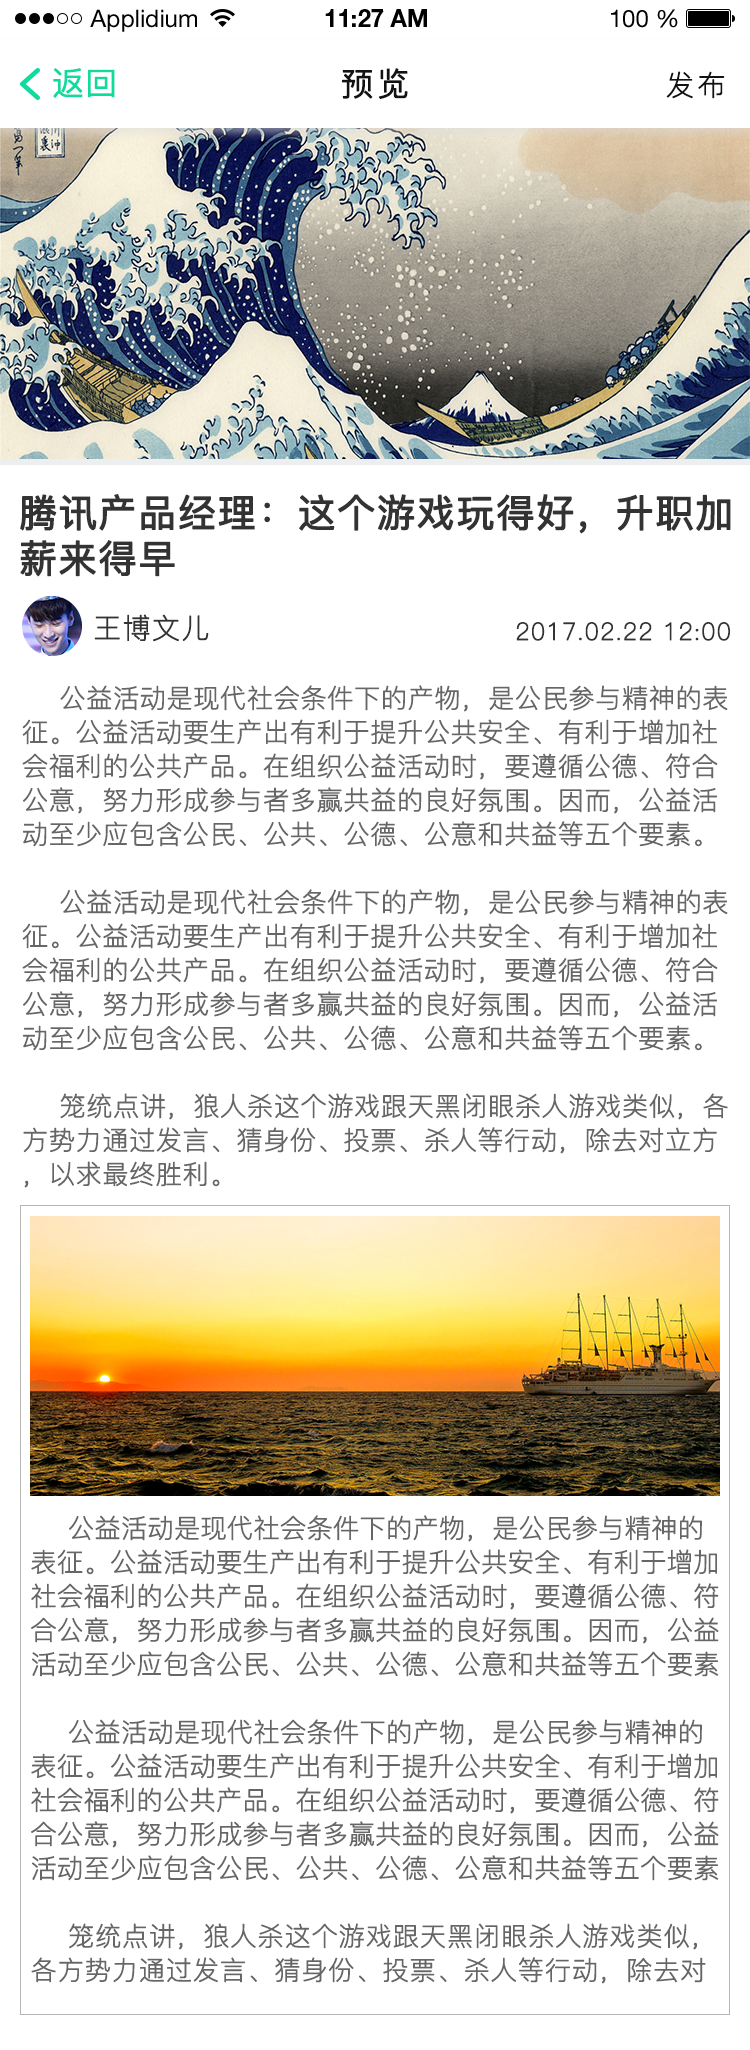 Applidium 11:27 AM 100 %
返回 预览 发布
腾讯产品经理：这个游戏玩得好，升职加
薪来得早
王博文儿 2017.02.22 12:00
公益活动是现代社会条件下的产物，是公民参与精神的表
征。公益活动要生产出有利于提升公共安全、有利于增加社
会福利的公共产品。在组织公益活动时，要遵循公德、符合
公意，努力形成参与者多赢共益的良好氛围。因而，公益活
动至少应包含公民、公共、公德、公意和共益等五个要素。
公益活动是现代社会条件下的产物，是公民参与精神的表
征。公益活动要生产出有利于提升公共安全、有利于增加社
会福利的公共产品。在组织公益活动时，要遵循公德、符合
公意，努力形成参与者多赢共益的良好氛围。因而，公益活
动至少应包含公民、公共、公德、公意和共益等五个要素。
笼统点讲，狼人杀这个游戏跟天黑闭眼杀人游戏类似，各
方势力通过发言、猜身份、投票、杀人等行动，除去对立方
，以求最终胜利。
公益活动是现代社会条件下的产物，是公民参与精神的
表征。公益活动要生产出有利于提升公共安全、有利于增加
社会福利的公共产品。在组织公益活动时，要遵循公德、符
合公意，努力形成参与者多赢共益的良好氛围。因而，公益
活动至少应包含公民、公共、公德、公意和共益等五个要素
公益活动是现代社会条件下的产物，是公民参与精神的
表征。公益活动要生产出有利于提升公共安全、有利于增加
社会福利的公共产品。在组织公益活动时，要遵循公德、符
合公意，努力形成参与者多赢共益的良好氛围。因而，公益
活动至少应包含公民、公共、公德、公意和共益等五个要素
笼统点讲，狼人杀这个游戏跟天黑闭眼杀人游戏类似，
各方势力通过发言、猜身份、投票、杀人等行动，除去对